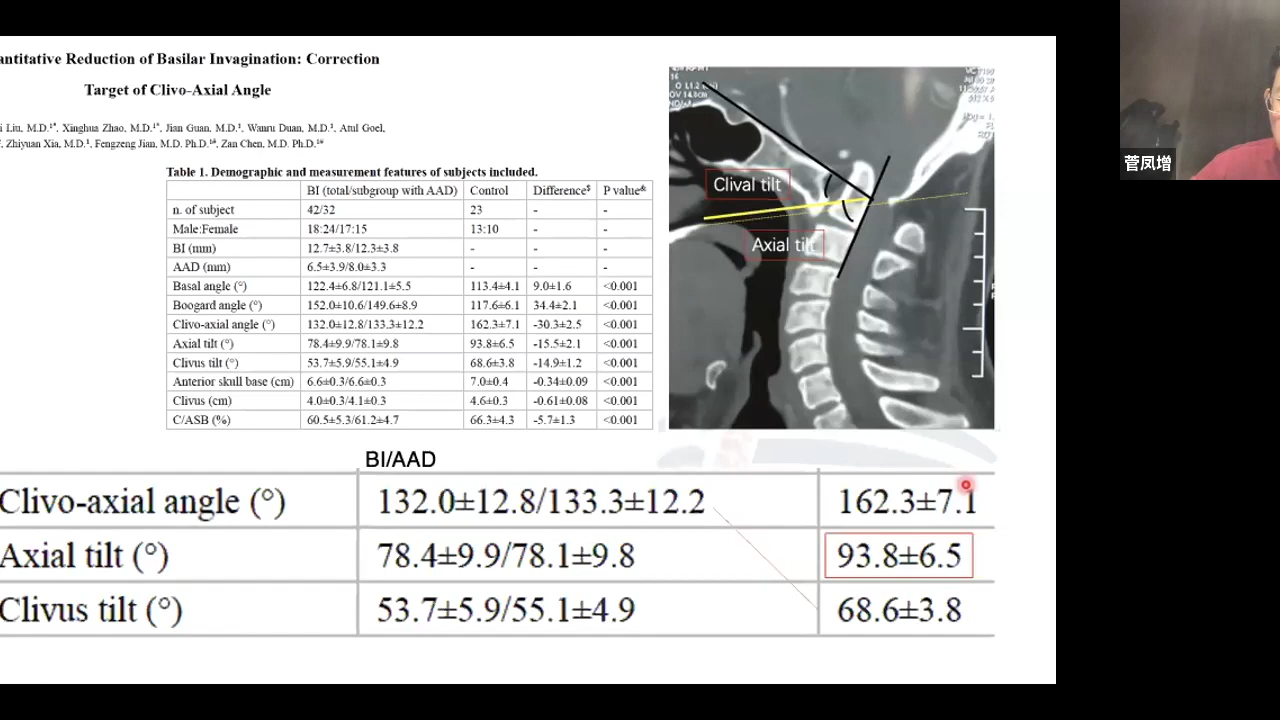 antitative Reduction of Basilar Invagination: Correction
Target of Clivo-Axial Angle
i Liu, M.D.¹*, Xinghua Zhao, M.D.¹*, Jian Guan, M.D.¹, Wanru Duan, M.D.¹, Atul Goel,
Zhiyuan Xia, M.D.¹, Fengzeng Jian, M.D. Ph.D.¹#, Zan Chen, M.D. Ph.D.¹#
Table 1. Demographic and measurement features of subjects included.
BI (total/subgroup with AAD) Control Difference$ P value&
n. of subject 42/32 23 - -
Male:Female 18:24/17:15 13:10 - -
BI (mm) 12.7±3.8/12.3±3.8 - - -
AAD (mm) 6.5±3.9/8.0±3.3 - - -
Basal angle (°) 122.4±6.8/121.1±5.5 113.4±4.1 9.0±1.6 <0.001
Boogard angle (°) 152.0±10.6/149.6±8.9 117.6±6.1 34.4±2.1 <0.001
Clivo-axial angle (°) 132.0±12.8/133.3±12.2 162.3±7.1 -30.3±2.5 <0.001
Axial tilt (°) 78.4±9.9/78.1±9.8 93.8±6.5 -15.5±2.1 <0.001
Clivus tilt (°) 53.7±5.9/55.1±4.9 68.6±3.8 -14.9±1.2 <0.001
Anterior skull base (cm) 6.6±0.3/6.6±0.3 7.0±0.4 -0.34±0.09 <0.001
Clivus (cm) 4.0±0.3/4.1±0.3 4.6±0.3 -0.61±0.08 <0.001
C/ASB (%) 60.5±5.3/61.2±4.7 66.3±4.3 -5.7±1.3 <0.001
Clival tilt
Axial tilt
菅凤增
BI/AAD
Clivo-axial angle (°) 132.0±12.8/133.3±12.2 162.3±7.1
Axial tilt (°) 78.4±9.9/78.1±9.8 93.8±6.5
Clivus tilt (°) 53.7±5.9/55.1±4.9 68.6±3.8